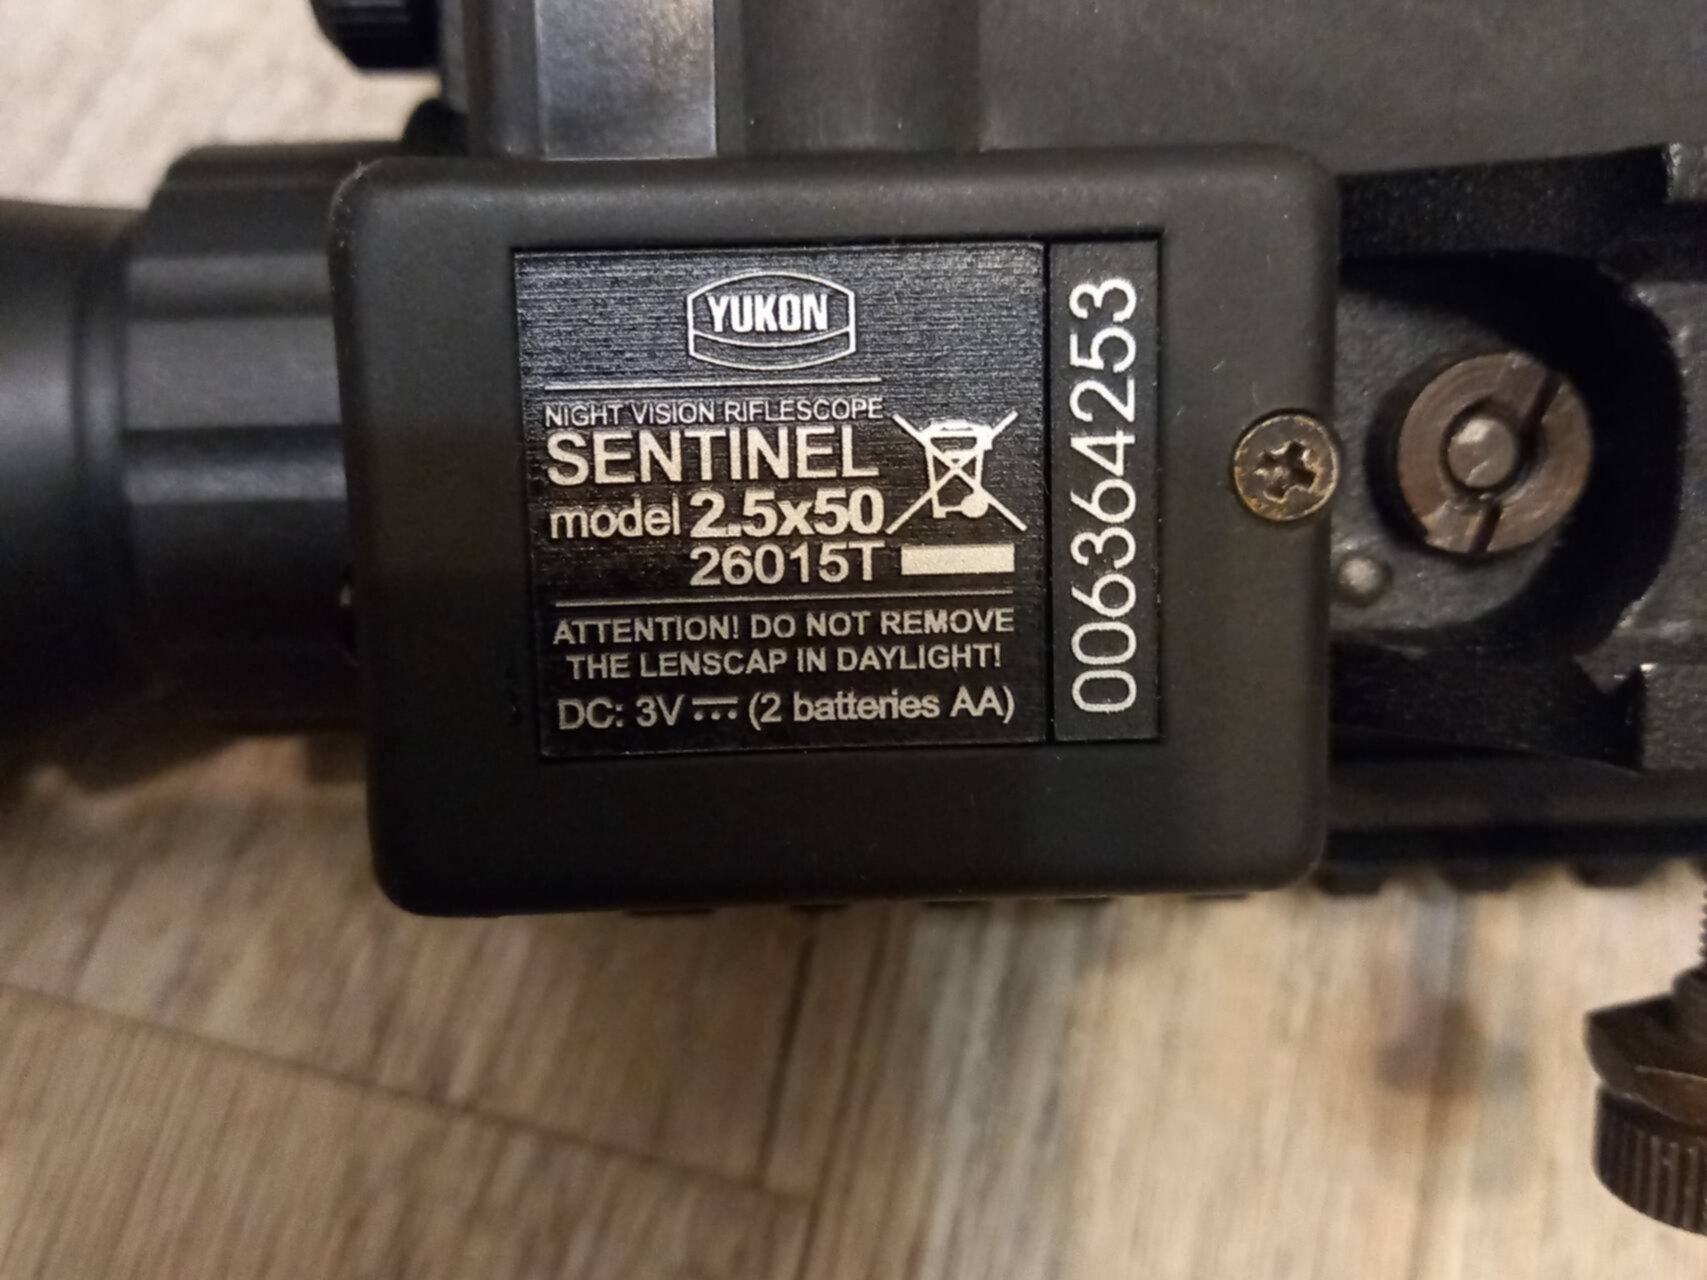 YUKON
NIGHT VISION RIFLESCOPE
SENTINEL
model 2.5x50
26015T
ATTENTION! DO NOT REMOVE
THE LENSCAP IN DAYLIGHT!
DC: 3V ⎓ (2 batteries AA)
006364253